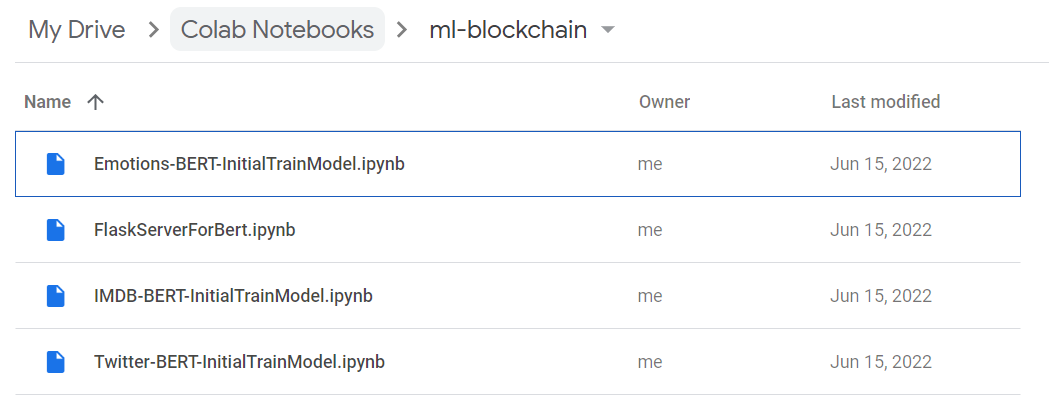 My Drive > Colab Notebooks > ml-blockchain
Name Owner Last modified
Emotions-BERT-InitialTrainModel.ipynb me Jun 15, 2022
FlaskServerForBert.ipynb me Jun 15, 2022
IMDB-BERT-InitialTrainModel.ipynb me Jun 15, 2022
Twitter-BERT-InitialTrainModel.ipynb me Jun 15, 2022